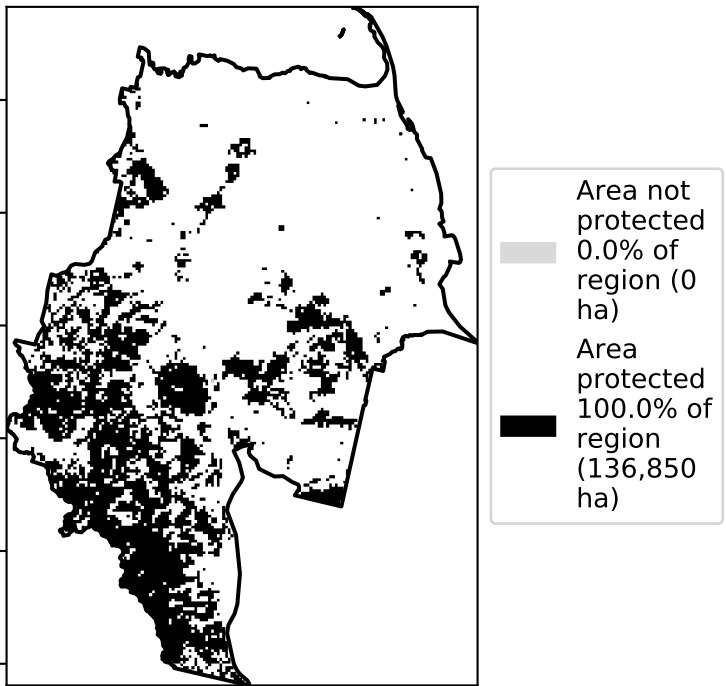 Area not
protected
0.0% of
region (0
ha)
Area
protected
100.0% of
region
(136,850
ha)